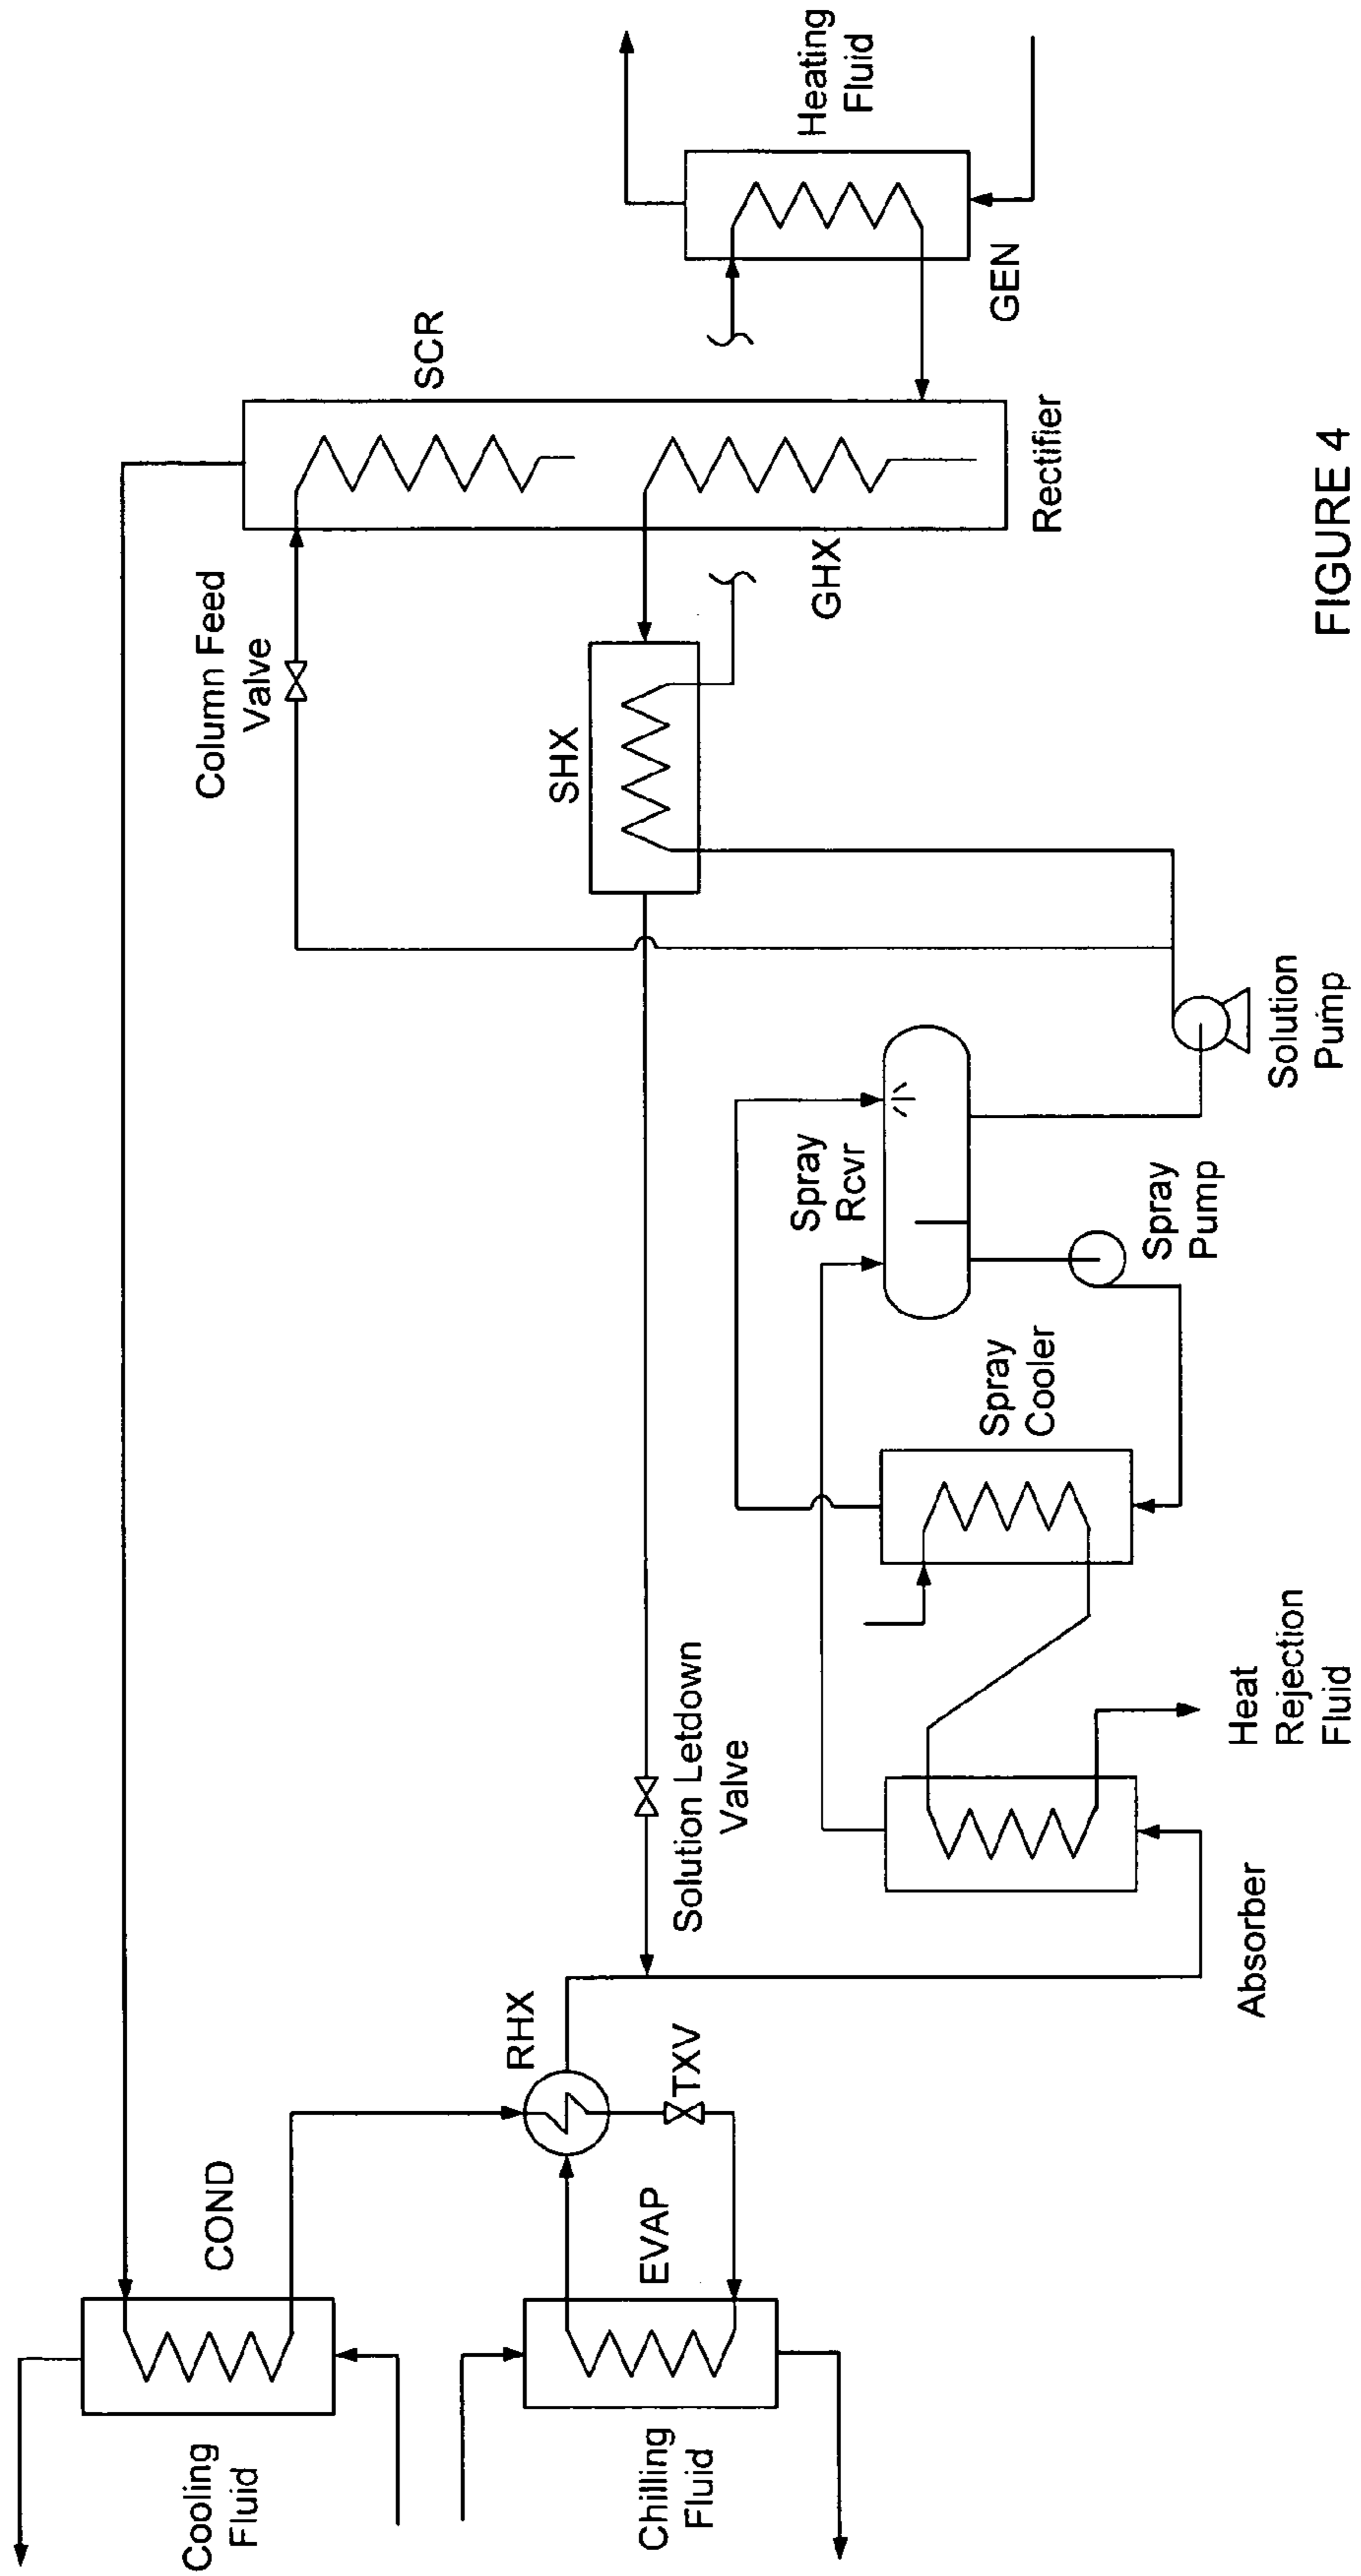 Cooling
Fluid
COND
Chilling
Fluid
EVAP
RHX
TXV
Solution Letdown
Valve
Absorber
Heat
Rejection
Fluid
Spray
Cooler
Spray
Rcvr
Spray
Pump
Solution
Pump
Column Feed
Valve
SHX
GHX
SCR
Rectifier
GEN
Heating
Fluid
FIGURE 4